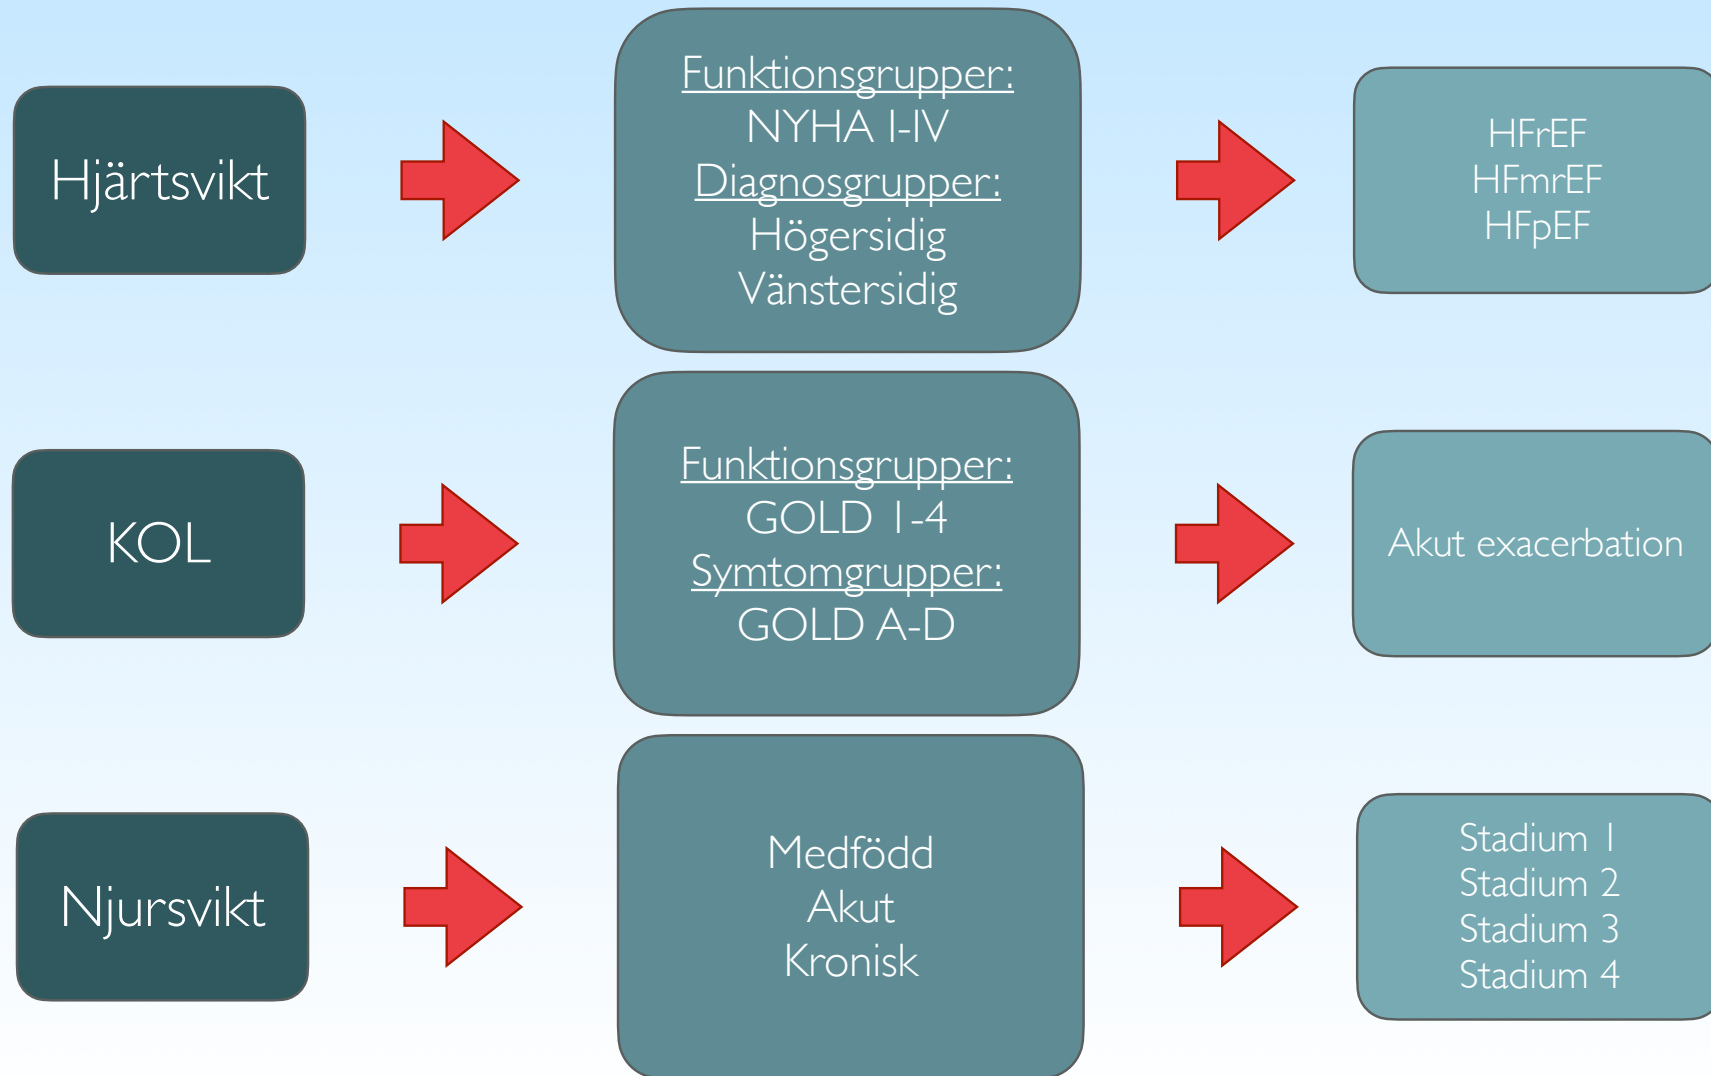 Hjärtsvikt
Funktionsgrupper:
NYHA I-IV
Diagnosgrupper:
Högersidig
Vänstersidig
HFrEF
HFmrEF
HFpEF
KOL
Funktionsgrupper:
GOLD 1-4
Symtomgrupper:
GOLD A-D
Akut exacerbation
Njursvikt
Medfödd
Akut
Kronisk
Stadium 1
Stadium 2
Stadium 3
Stadium 4